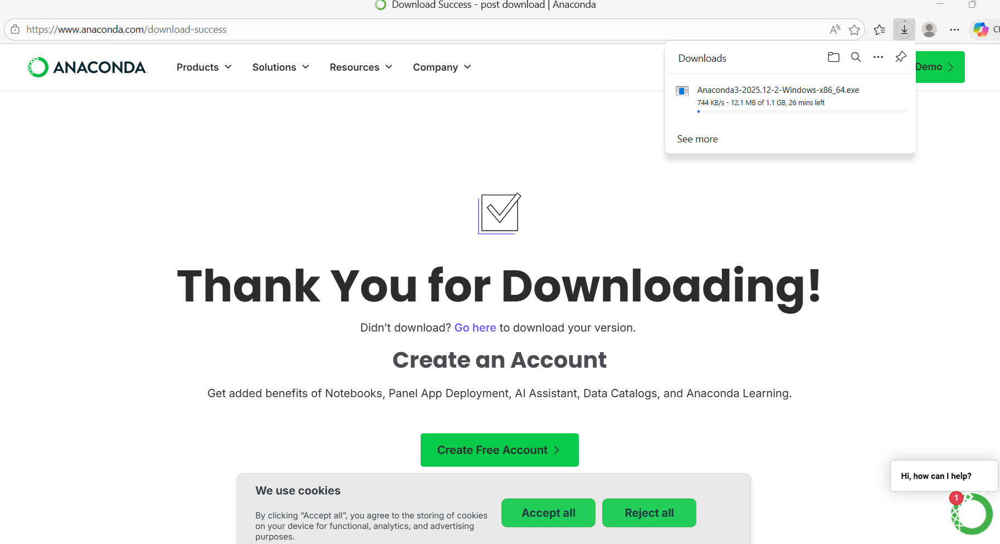 Download Success - post download | Anaconda
https://www.anaconda.com/download-success
ANACONDA
Products
Solutions
Resources
Company
Demo
Downloads
Anaconda3-2025.12-2-Windows-x86_64.exe
744 KB/s - 12.1 MB of 1.1 GB, 26 mins left
See more
Thank You for Downloading!
Didn’t download? Go here to download your version.
Create an Account
Get added benefits of Notebooks, Panel App Deployment, AI Assistant, Data Catalogs, and Anaconda Learning.
Create Free Account
We use cookies
By clicking “Accept all”, you agree to the storing of cookies
on your device for functional, analytics, and advertising
purposes.
Accept all
Reject all
Hi, how can I help?
1